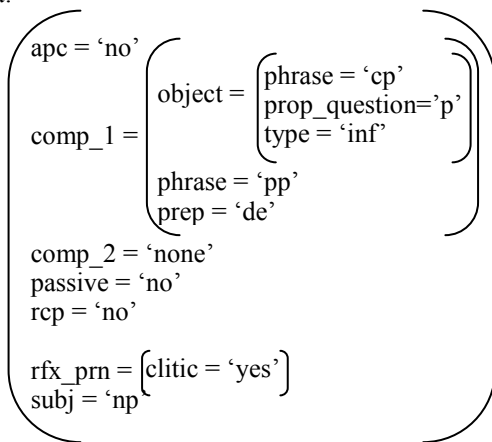 apc = ‘no’
object =
phrase = ‘cp’
prop_question=’p’
type = ‘inf’
comp_1 =
phrase = ‘pp’
prep = ‘de’
comp_2 = ‘none’
passive = ‘no’
rcp = ‘no’
rfx_prn = clitic = ‘yes’
subj = ‘np’